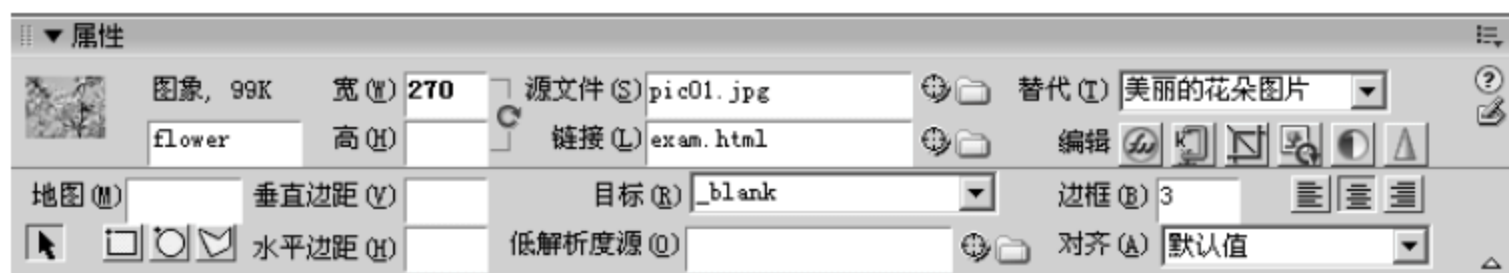 属性
图象, 99K 宽(W) 270 源文件(S) pic01.jpg 替代(T) 美丽的花朵图片
flower 高(H) 链接(L) exam.html 编辑
地图(M) 垂直边距(V) 目标(R) _blank 边框(B) 3
水平边距(H) 低解析度源(O) 对齐(A) 默认值